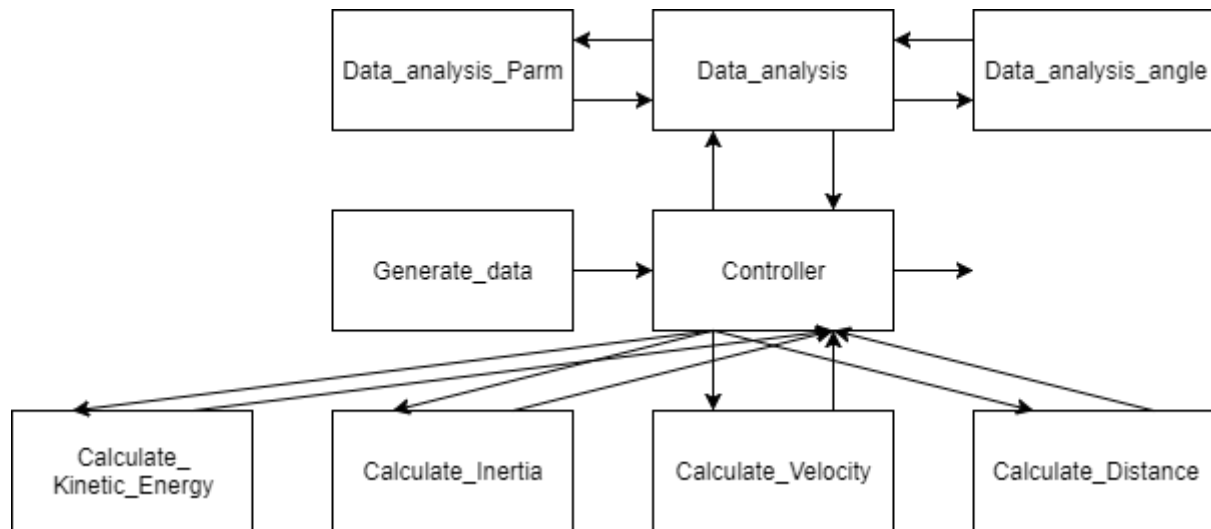 Data_analysis_Parm
Data_analysis
Data_analysis_angle
Generate_data
Controller
Calculate_
Kinetic_Energy
Calculate_Inertia
Calculate_Velocity
Calculate_Distance